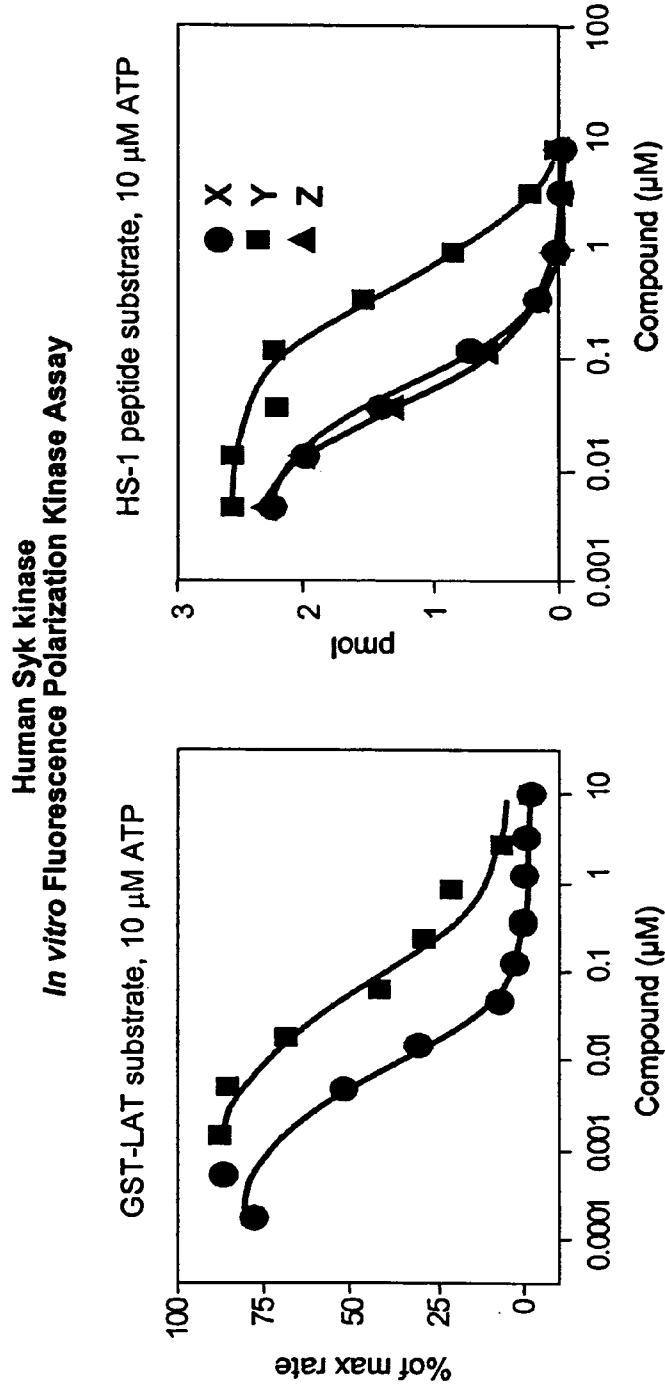 Human Syk kinase
In vitro Fluorescence Polarization Kinase Assay
GST-LAT substrate, 10 µM ATP
% of max rate
100
75
50
25
0
0.0001
0.001
0.01
0.1
1
10
Compound (µM)
HS-1 peptide substrate, 10 µM ATP
pmol
3
2
1
0
0.001
0.01
0.1
1
10
100
Compound (µM)
X
Y
Z